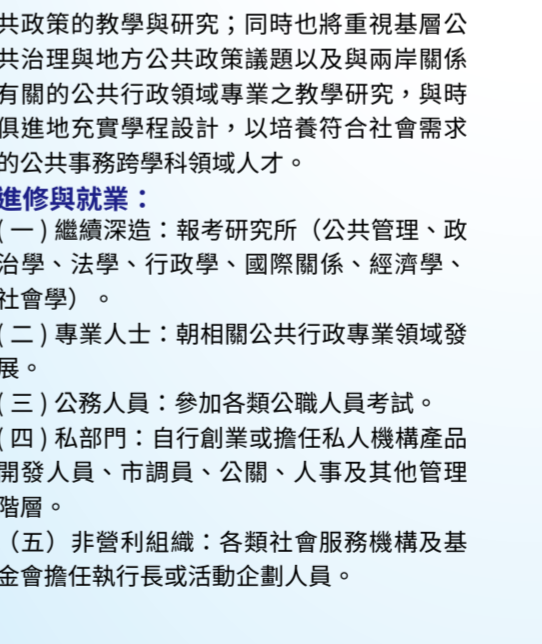 共政策的教學與研究；同時也將重視基層公
共治理與地方公共政策議題以及與兩岸關係
有關的公共行政領域專業之教學研究，與時
俱進地充實學程設計，以培養符合社會需求
的公共事務跨學科領域人才。
進修與就業：
(一)繼續深造：報考研究所（公共管理、政
治學、法學、行政學、國際關係、經濟學、
社會學）。
(二)專業人士：朝相關公共行政專業領域發
展。
(三)公務人員：參加各類公職人員考試。
(四)私部門：自行創業或擔任私人機構產品
開發人員、市調員、公關、人事及其他管理
階層。
（五）非營利組織：各類社會服務機構及基
金會擔任執行長或活動企劃人員。